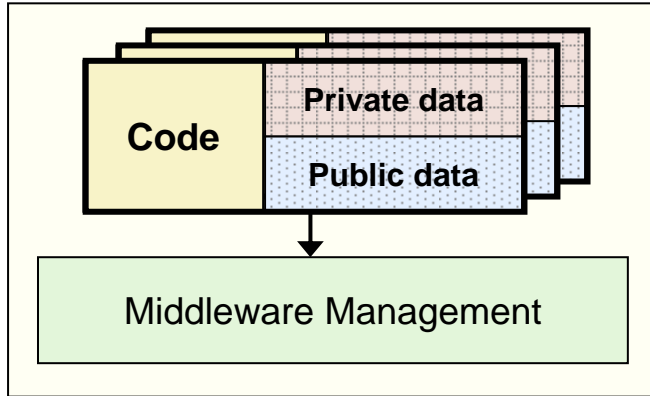 Private data
Code
Public data
Middleware Management